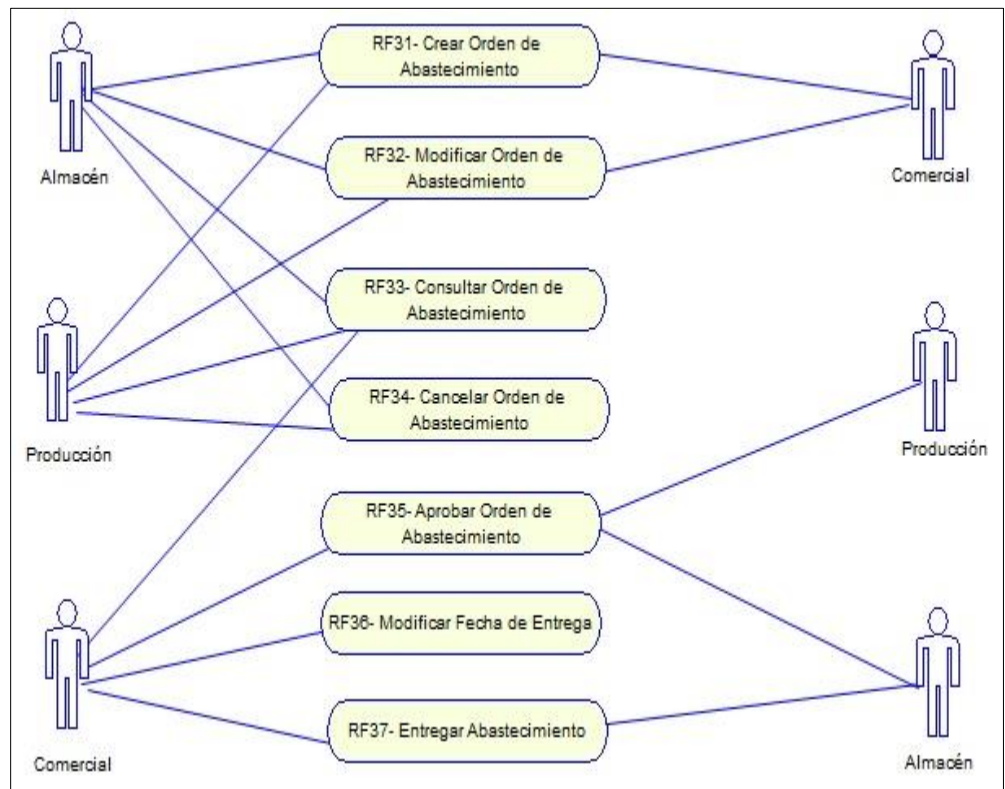 RF31- Crear Orden de
Abastecimiento
Almacén
RF32- Modificar Orden de
Abastecimiento
Comercial
RF33- Consultar Orden de
Abastecimiento
Producción
RF34- Cancelar Orden de
Abastecimiento
Producción
RF35- Aprobar Orden de
Abastecimiento
RF36- Modificar Fecha de Entrega
RF37- Entregar Abastecimiento
Comercial
Almacén